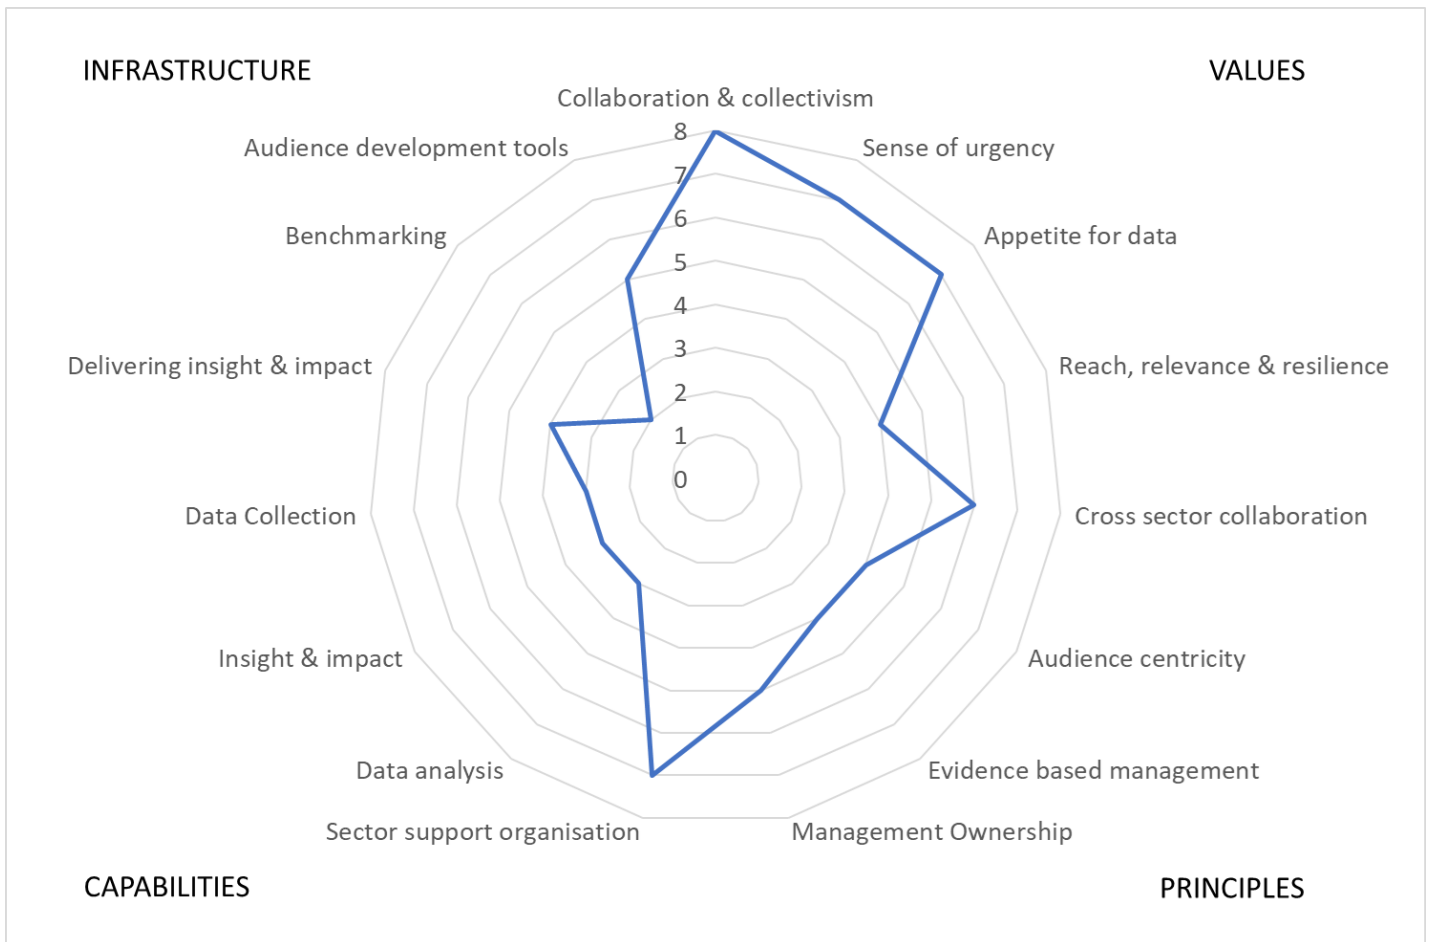 INFRASTRUCTURE
VALUES
Collaboration & collectivism
Audience development tools
Sense of urgency
Benchmarking
Appetite for data
Delivering insight & impact
Reach, relevance & resilience
Data Collection
Cross sector collaboration
Insight & impact
Audience centricity
Data analysis
Evidence based management
Sector support organisation
Management Ownership
8
7
6
5
4
3
2
1
0
CAPABILITIES
PRINCIPLES